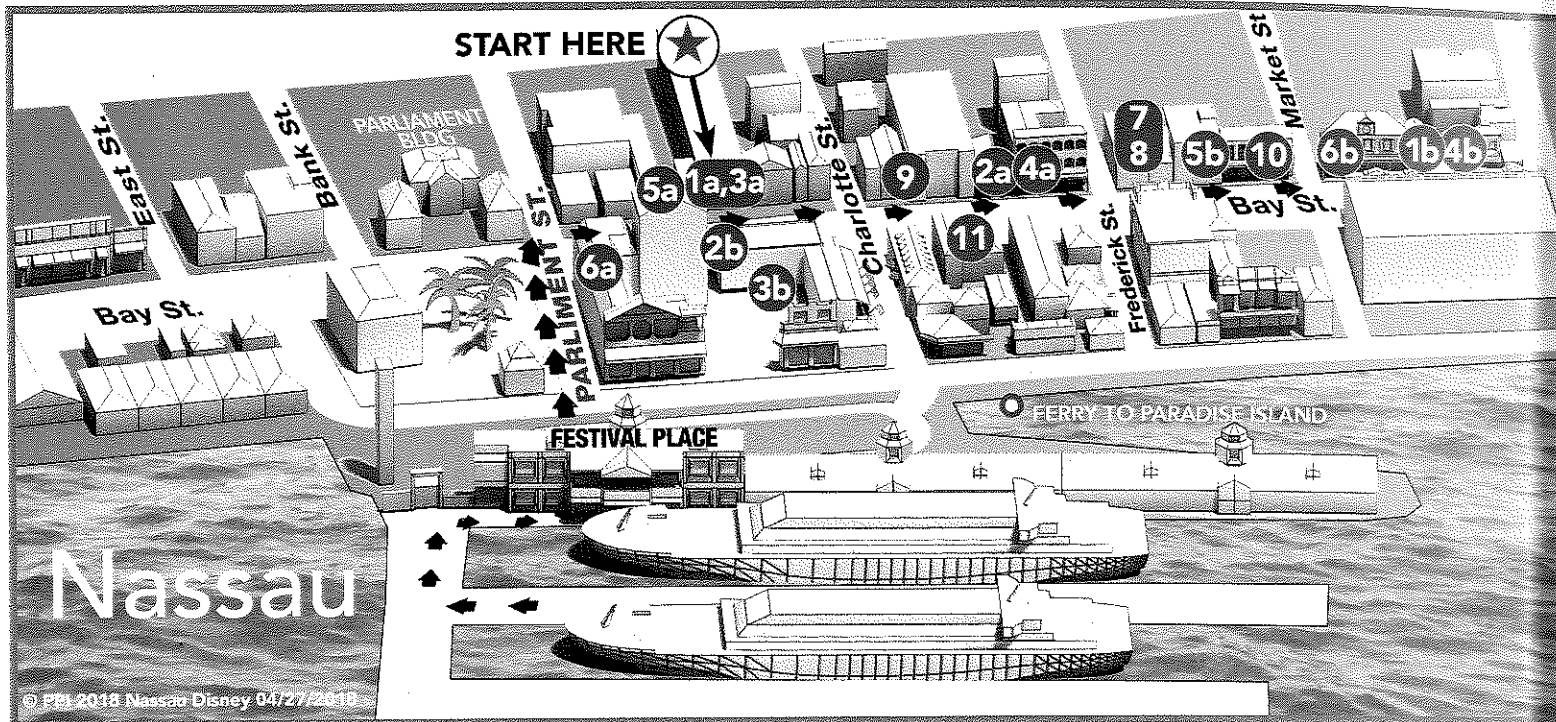 START HERE
Market St
East St.
Bank St.
PARLIAMENT
BLDG
PARLIMENT ST.
Charlotte St.
Frederick St.
5a
1a,3a
9
2a
4a
7
8
5b
10
6b
1b
4b
Bay St.
6a
2b
3b
11
Bay St.
FERRY TO PARADISE ISLAND
FESTIVAL PLACE
Nassau
© PPI 2018 Nassau Disney 04/27/2018